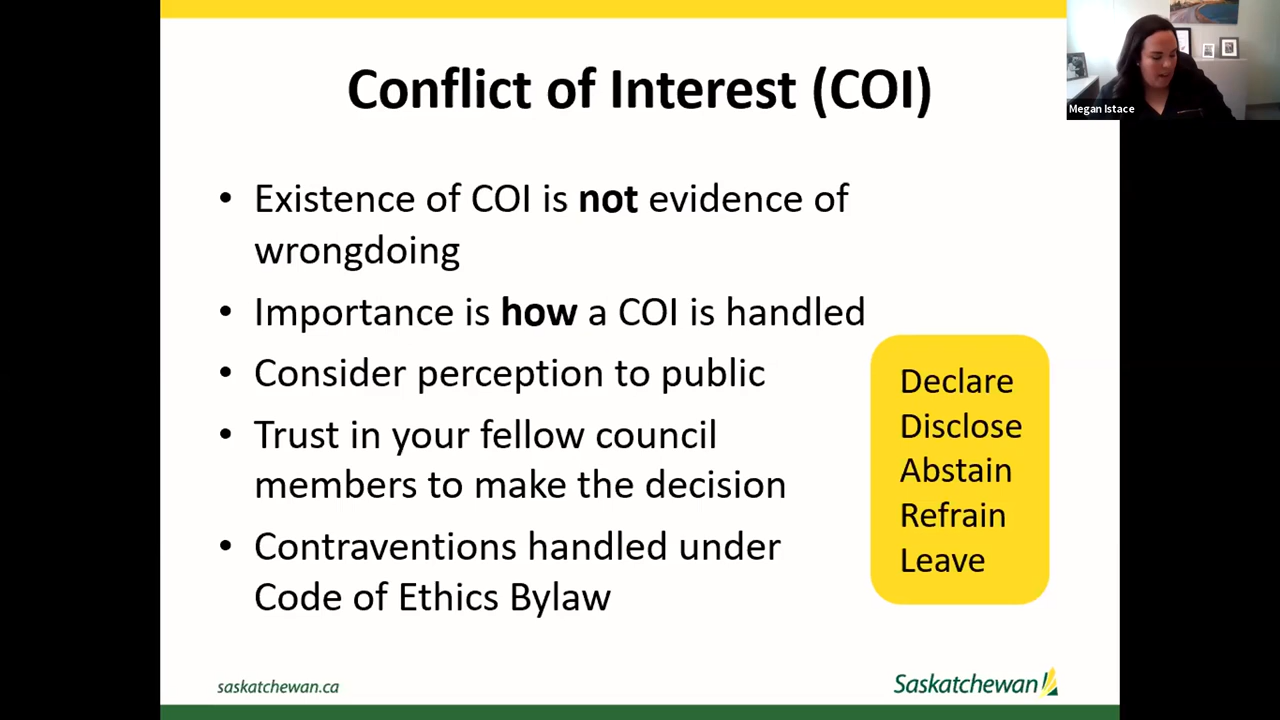 Conflict of Interest (COI)
Megan Istace
• Existence of COI is not evidence of
wrongdoing
• Importance is how a COI is handled
• Consider perception to public
• Trust in your fellow council
members to make the decision
• Contraventions handled under
Code of Ethics Bylaw
Declare
Disclose
Abstain
Refrain
Leave
saskatchewan.ca
Saskatchewan